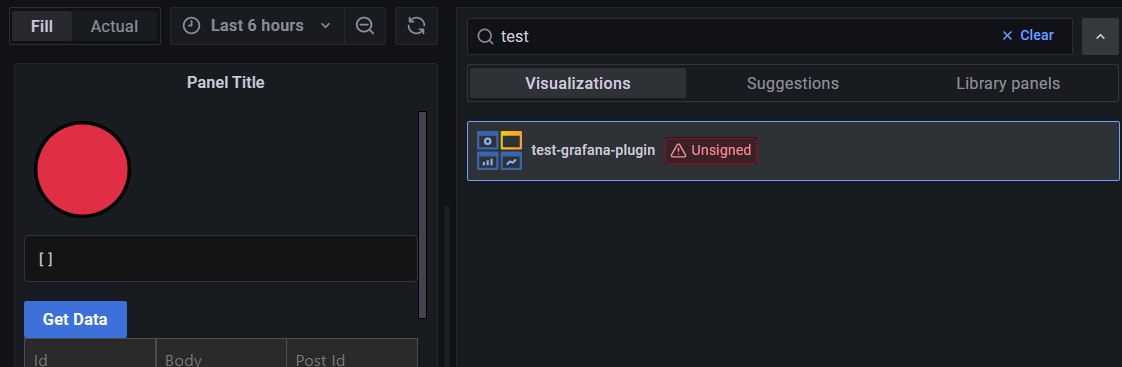 Fill Actual Last 6 hours
test Clear
Panel Title
Visualizations Suggestions Library panels
test-grafana-plugin Unsigned
[]
Get Data
Id Body Post Id